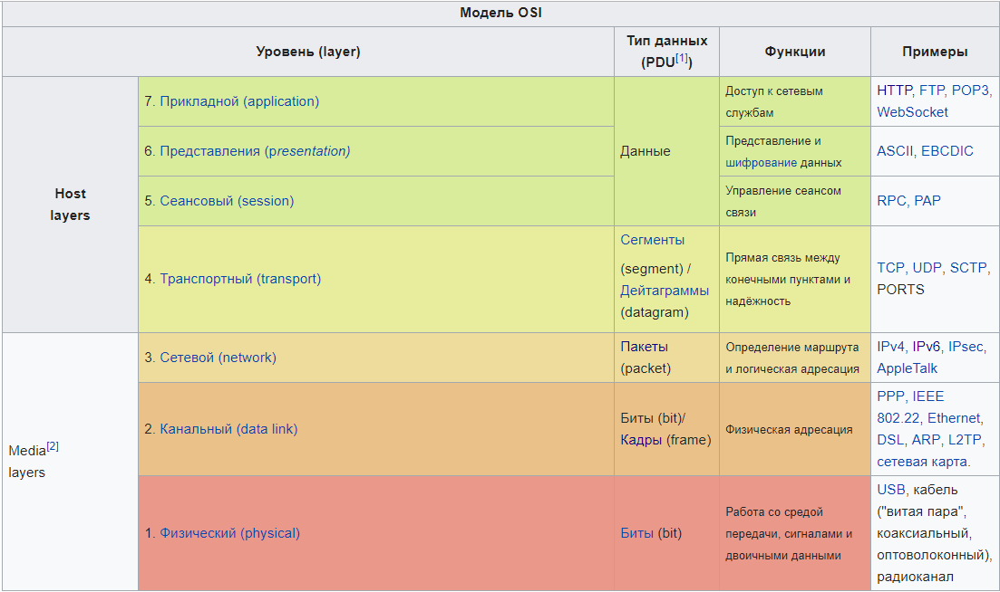 Модель OSI
Уровень (layer)
Тип данных
(PDU[1])
Функции
Примеры
Host
layers
7. Прикладной (application)
Данные
Доступ к сетевым
службам
HTTP, FTP, POP3,
WebSocket
6. Представления (presentation)
Представление и
шифрование данных
ASCII, EBCDIC
5. Сеансовый (session)
Управление сеансом
связи
RPC, PAP
4. Транспортный (transport)
Сегменты
(segment) /
Дейтаграммы
(datagram)
Прямая связь между
конечными пунктами и
надёжность
TCP, UDP, SCTP,
PORTS
Media[2]
layers
3. Сетевой (network)
Пакеты
(packet)
Определение маршрута
и логическая адресация
IPv4, IPv6, IPsec,
AppleTalk
2. Канальный (data link)
Биты (bit)/
Кадры (frame)
Физическая адресация
PPP, IEEE
802.22, Ethernet,
DSL, ARP, L2TP,
сетевая карта.
1. Физический (physical)
Биты (bit)
Работа со средой
передачи, сигналами и
двоичными данными
USB, кабель
("витая пара",
коаксиальный,
оптоволоконный),
радиоканал